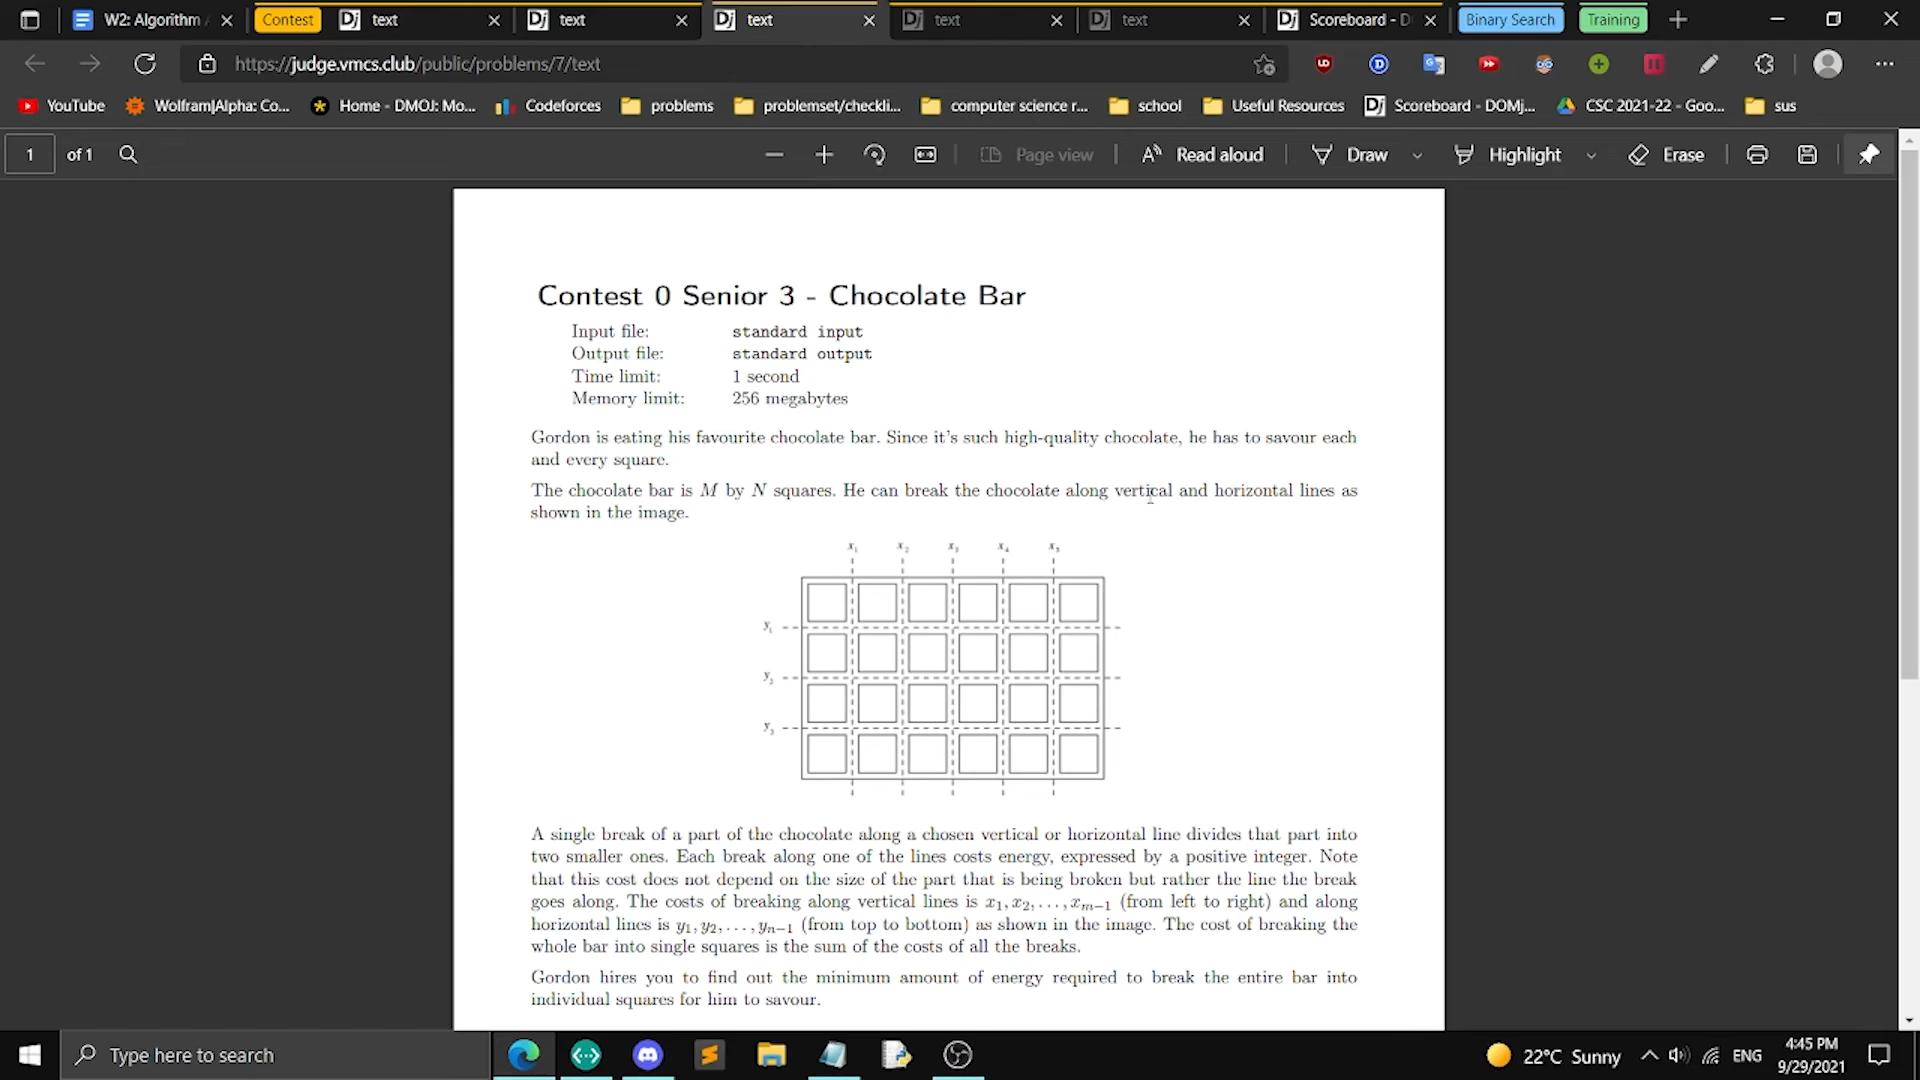 W2: Algorithm
Contest
text
text
text
text
text
Scoreboard - D
Binary Search
Training
https://judge.vmcs.club/public/problems/7/text
YouTube
Wolfram|Alpha: Co...
Home - DMOJ: Mo...
Codeforces
problems
problemset/checkli...
computer science r...
school
Useful Resources
Scoreboard - DOMj...
CSC 2021-22 - Goo...
sus
1 of 1
Page view
Read aloud
Draw
Highlight
Erase
Contest 0 Senior 3 - Chocolate Bar
Input file: standard input
Output file: standard output
Time limit: 1 second
Memory limit: 256 megabytes
Gordon is eating his favourite chocolate bar. Since it's such high-quality chocolate, he has to savour each
and every square.
The chocolate bar is M by N squares. He can break the chocolate along vertical and horizontal lines as
shown in the image.
x₁ x₂ x₃ x₄ x₅
y₁
y₂
y₃
A single break of a part of the chocolate along a chosen vertical or horizontal line divides that part into
two smaller ones. Each break along one of the lines costs energy, expressed by a positive integer. Note
that this cost does not depend on the size of the part that is being broken but rather the line the break
goes along. The costs of breaking along vertical lines is x₁, x₂, . . . , xₘ₋₁ (from left to right) and along
horizontal lines is y₁, y₂, . . . , yₙ₋₁ (from top to bottom) as shown in the image. The cost of breaking the
whole bar into single squares is the sum of the costs of all the breaks.
Gordon hires you to find out the minimum amount of energy required to break the entire bar into
individual squares for him to savour.
Type here to search
22°C Sunny
ENG
4:45 PM
9/29/2021